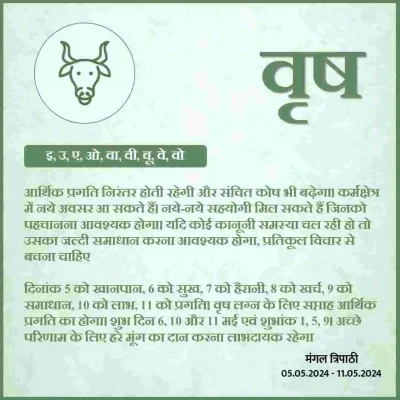 वृष
इ, उ, ए, ओ, वा, वी, वू, वे, वो
आर्थिक प्रगति निरंतर होती रहेगी और संचित कोष भी बढ़ेगा। कर्मक्षेत्र
में नये अवसर आ सकते हैं। नये-नये सहयोगी मिल सकते हैं जिनको
पहचानना आवश्यक होगा। यदि कोई कानूनी समस्या चल रही हो तो
उसका जल्दी समाधान करना आवश्यक होगा, प्रतिकूल विचार से
बचना चाहिए
दिनांक 5 को खानपान, 6 को सुख, 7 को हैरानी, 8 को खर्च, 9 को
समाधान, 10 को लाभ, 11 को प्रगति। वृष लग्न के लिए सप्ताह आर्थिक
प्रगति का होगा। शुभ दिन 6, 10 और 11 मई एवं शुभांक 1, 5, 9। अच्छे
परिणाम के लिए हरे मूंग का दान करना लाभदायक रहेगा
मंगल त्रिपाठी
05.05.2024 - 11.05.2024